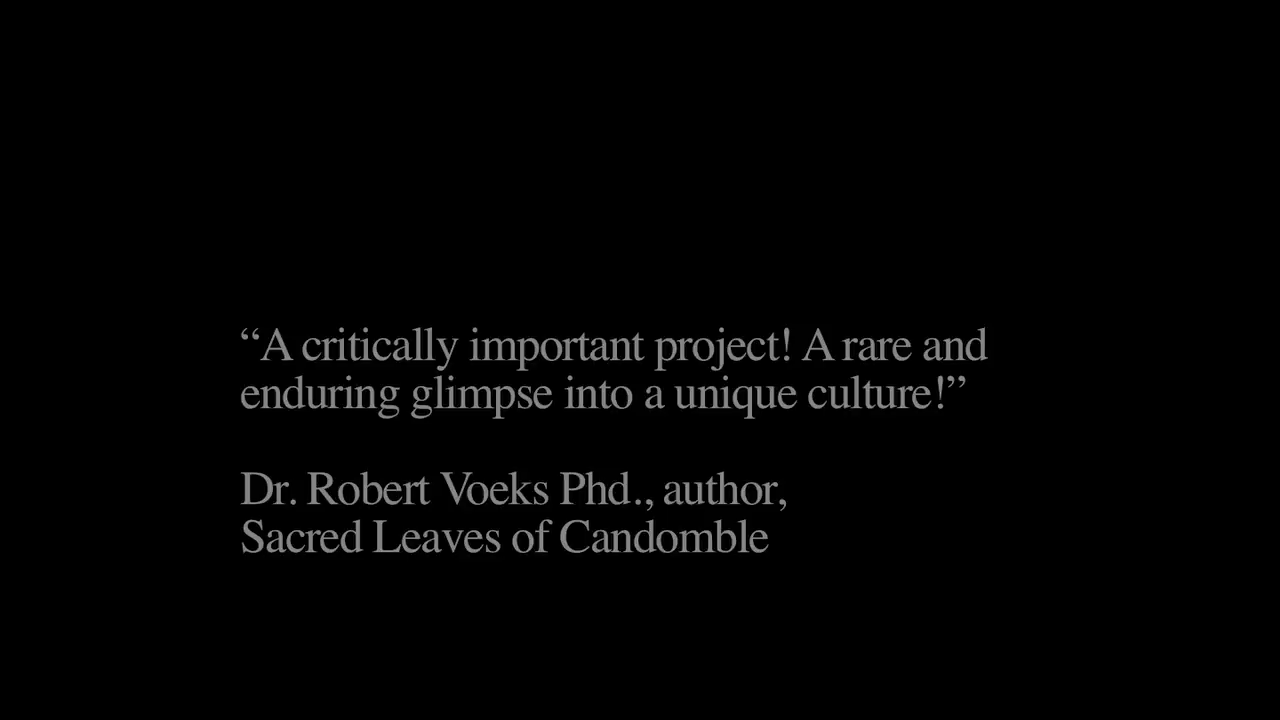 “A critically important project! A rare and
enduring glimpse into a unique culture!”
Dr. Robert Voeks Phd., author,
Sacred Leaves of Candomble